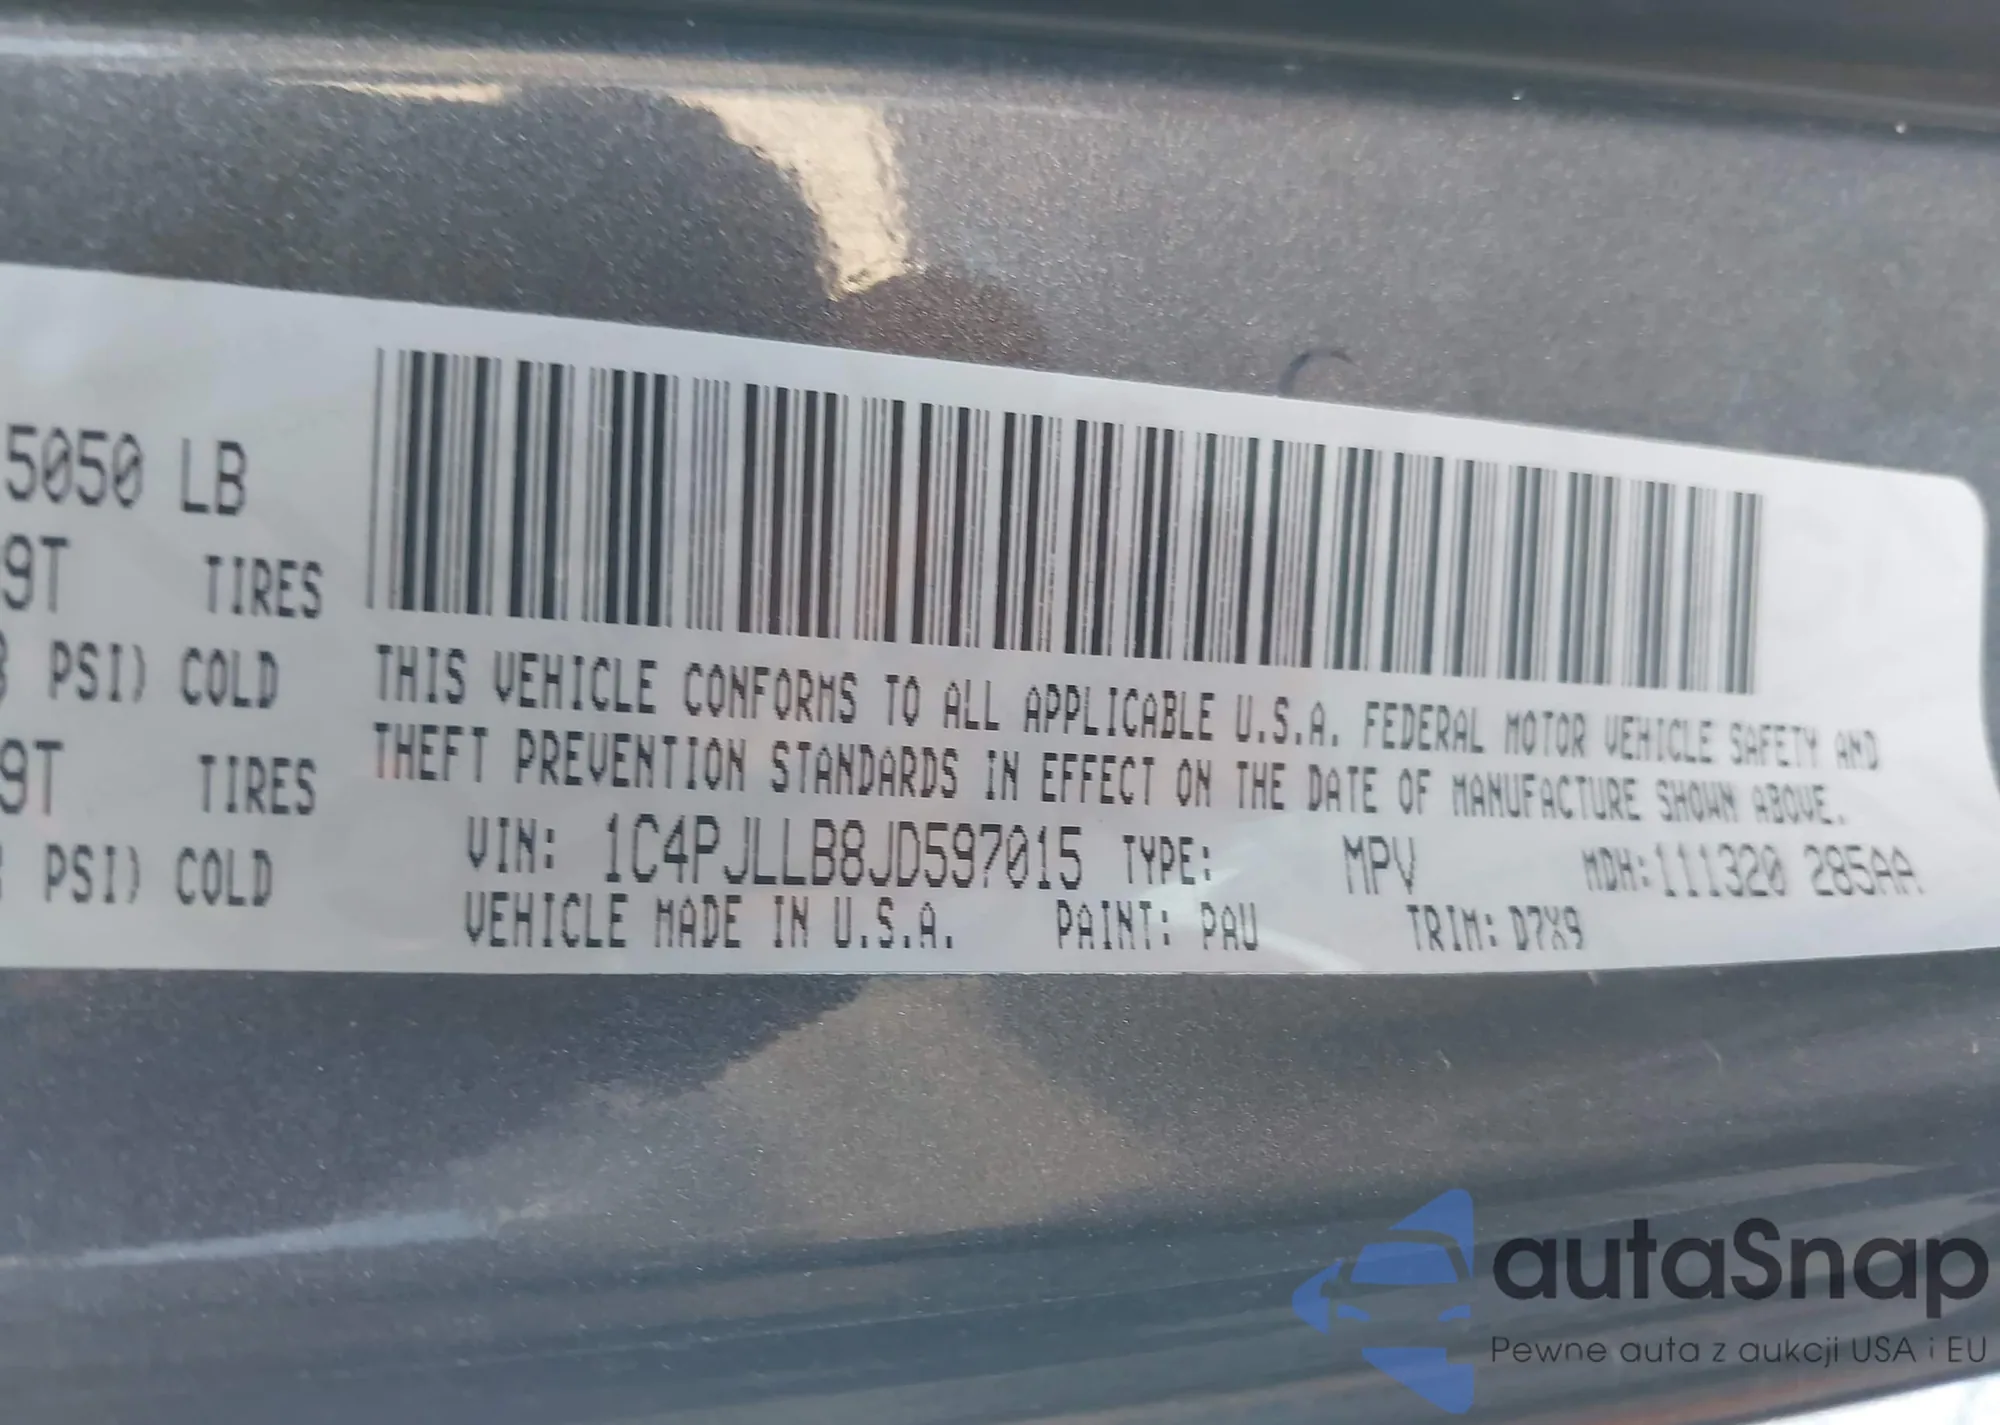 5050 LB
9T TIRES
PSI) COLD
9T TIRES
PSI) COLD
THIS VEHICLE CONFORMS TO ALL APPLICABLE U.S.A. FEDERAL MOTOR VEHICLE SAFETY AND
THEFT PREVENTION STANDARDS IN EFFECT ON THE DATE OF MANUFACTURE SHOWN ABOVE.
VIN: 1C4PJLLB8JD597015 TYPE: MPV MDH:111320 285AA
VEHICLE MADE IN U.S.A. PAINT: PAU TRIM: D7X9
autaSnap
Pewne auta z aukcji USA i EU